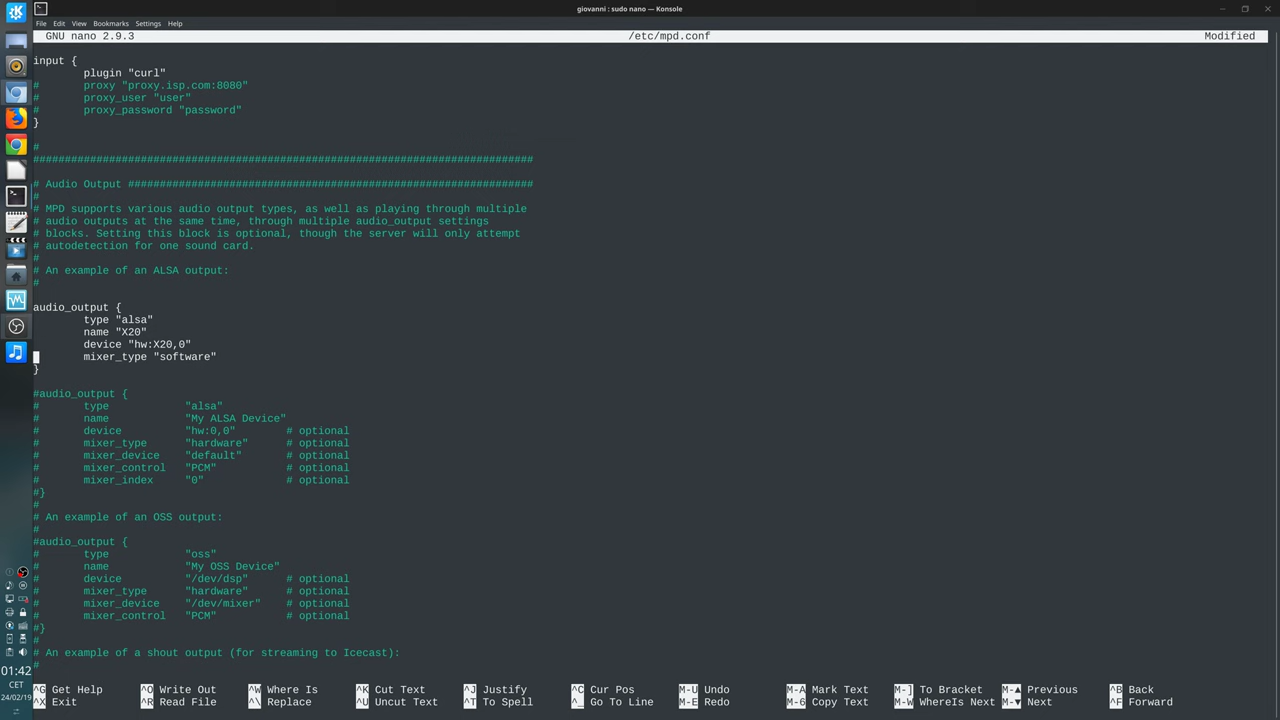 giovanni : sudo nano — Konsole
File Edit View Bookmarks Settings Help
GNU nano 2.9.3 /etc/mpd.conf Modified
input {
plugin "curl"
# proxy "proxy.isp.com:8080"
# proxy_user "user"
# proxy_password "password"
}
#
###############################################################################
# Audio Output ################################################################
#
# MPD supports various audio output types, as well as playing through multiple
# audio outputs at the same time, through multiple audio_output settings
# blocks. Setting this block is optional, though the server will only attempt
# autodetection for one sound card.
#
# An example of an ALSA output:
#
audio_output {
type "alsa"
name "X20"
device "hw:X20,0"
mixer_type "software"
}
#audio_output {
# type "alsa"
# name "My ALSA Device"
# device "hw:0,0" # optional
# mixer_type "hardware" # optional
# mixer_device "default" # optional
# mixer_control "PCM" # optional
# mixer_index "0" # optional
#}
#
# An example of an OSS output:
#
#audio_output {
# type "oss"
# name "My OSS Device"
# device "/dev/dsp" # optional
# mixer_type "hardware" # optional
# mixer_device "/dev/mixer" # optional
# mixer_control "PCM" # optional
#}
#
# An example of a shout output (for streaming to Icecast):
#
^G Get Help ^O Write Out ^W Where Is ^K Cut Text ^J Justify ^C Cur Pos M-U Undo M-A Mark Text M-] To Bracket M-▲ Previous ^B Back
^X Exit ^R Read File ^\ Replace ^U Uncut Text ^T To Spell ^_ Go To Line M-E Redo M-6 Copy Text M-W WhereIs Next M-▼ Next ^F Forward
01:42
CET
24/02/19